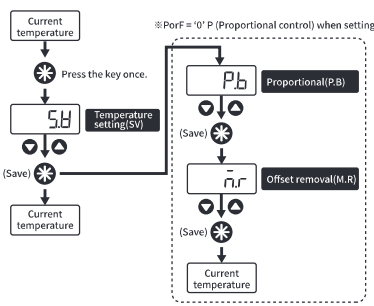 Current
temperature
※PorF = '0' P (Proportional control) when setting
Press the key once.
S.V
Temperature
setting(SV)
(Save)
Current
temperature
P.b
Proportional(P.B)
(Save)
ñ.r
Offset removal(M.R)
(Save)
Current
temperature